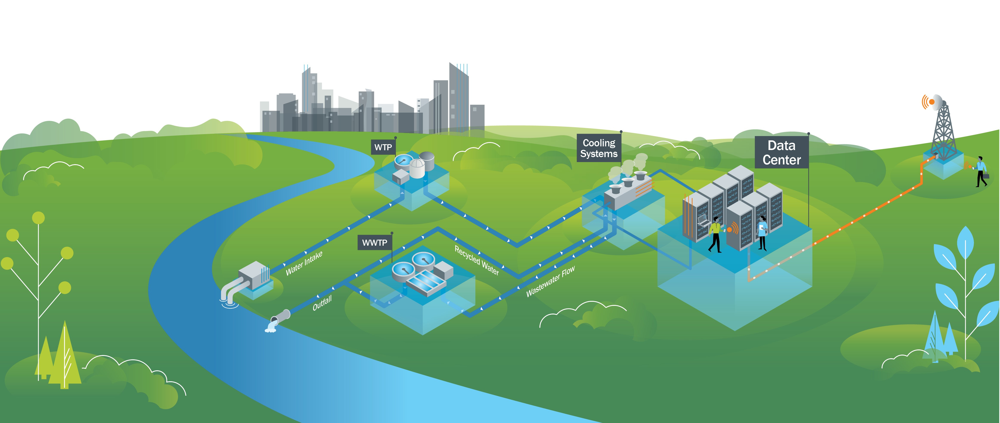 WTP
Cooling
Systems
Data
Center
WWTP
Water Intake
Recycled Water
Wastewater Flow
Outfall